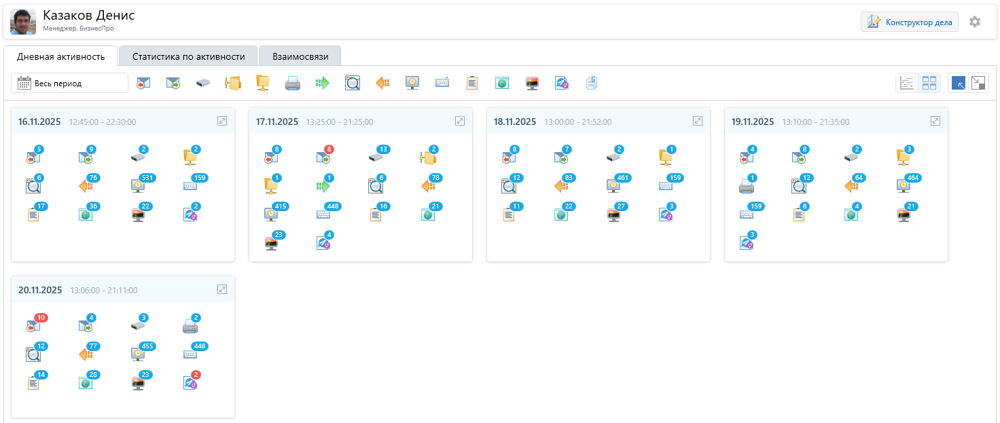 Казаков Денис
Менеджер, БизнесПро
Конструктор дела
Дневная активность Статистика по активности Взаимосвязи
Весь период
16.11.2025 12:45:00 - 22:30:00
5 9 2 2
6 76 531 159
17 36 22 2
17.11.2025 13:25:00 - 21:25:00
8 8 13 2
1 1 6 78
415 448 16 21
23 4
18.11.2025 13:00:00 - 21:52:00
8 7 2 1
12 83 461 159
11 22 27 3
19.11.2025 13:10:00 - 21:35:00
4 8 2 3
1 12 64 464
159 8 4 21
3
20.11.2025 13:06:00 - 21:11:00
10 4 3 2
12 77 455 448
14 28 23 2